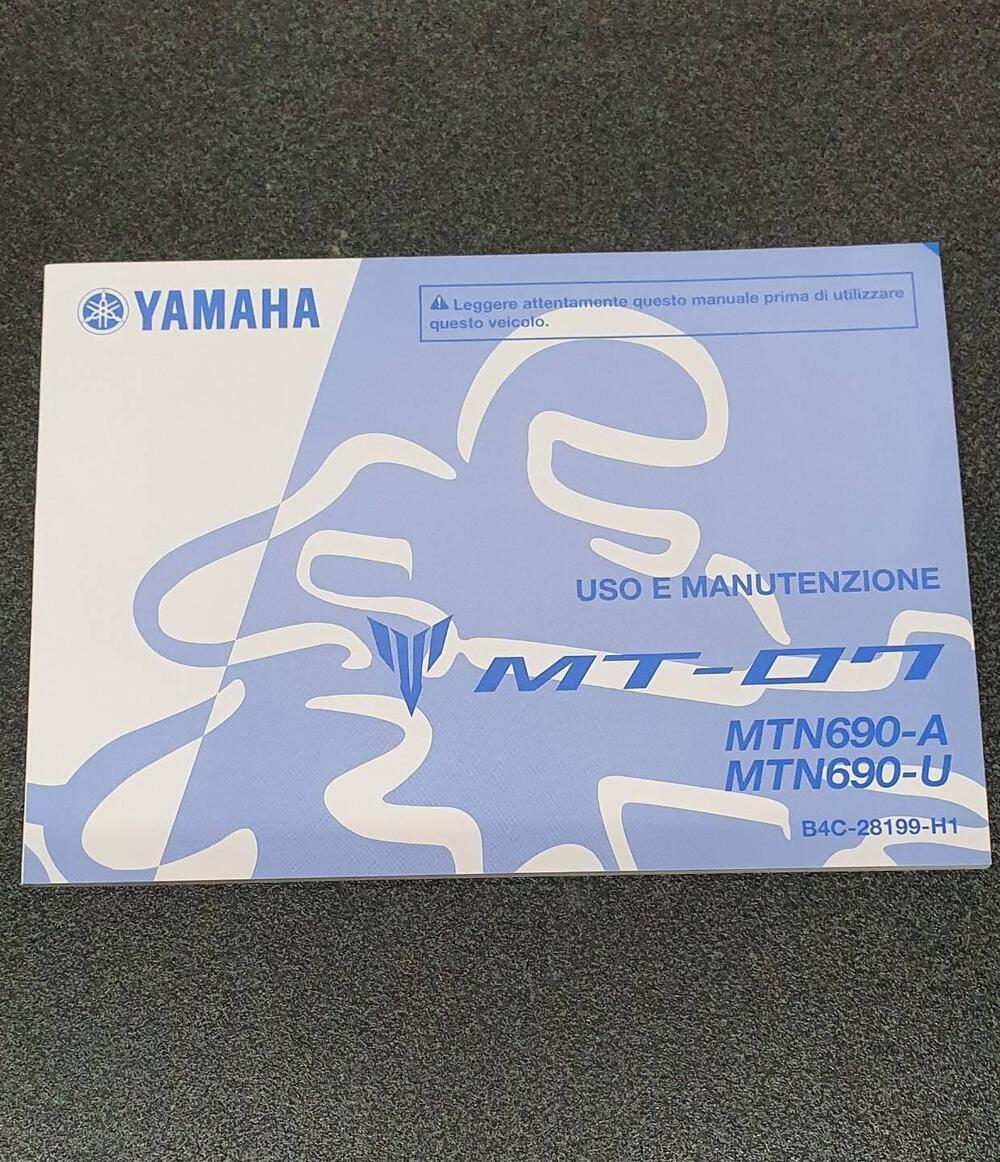 YAMAHA
⚠ Leggere attentamente questo manuale prima di utilizzare
questo veicolo.
USO E MANUTENZIONE
MT-07
MTN690-A
MTN690-U
B4C-28199-H1